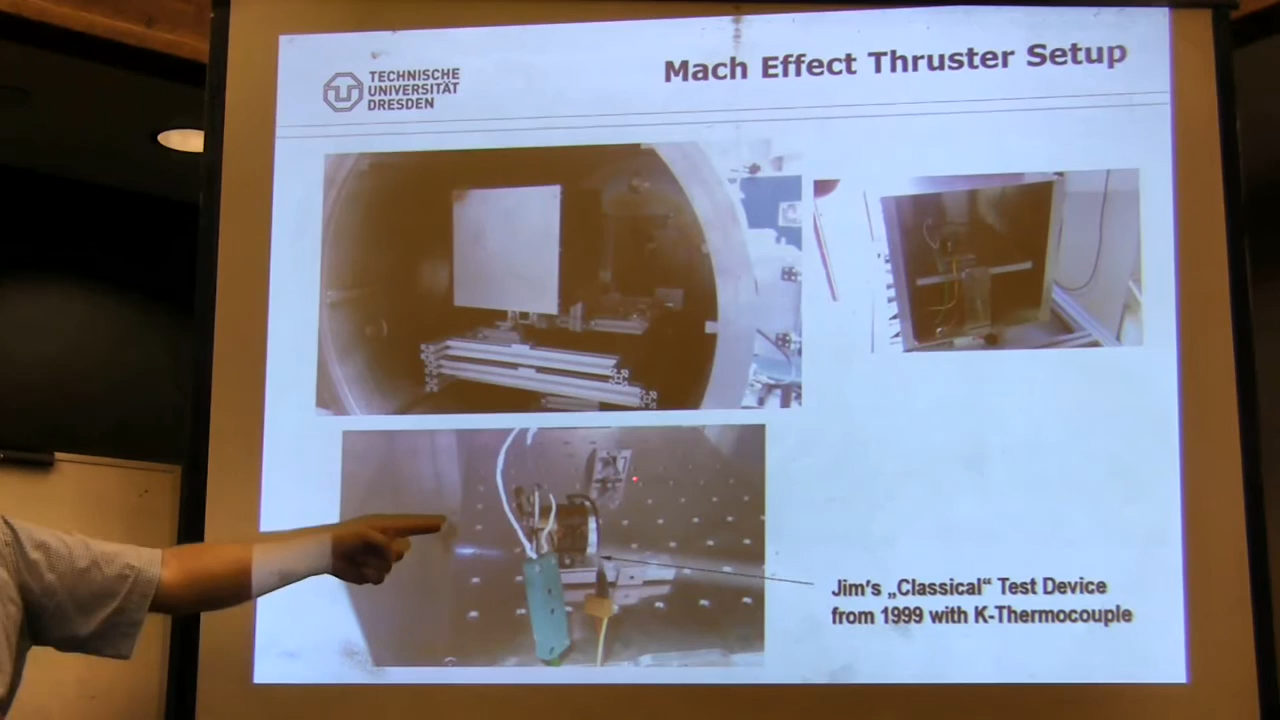 TECHNISCHE
UNIVERSITÄT
DRESDEN
Mach Effect Thruster Setup
Jim's „Classical“ Test Device
from 1999 with K-Thermocouple